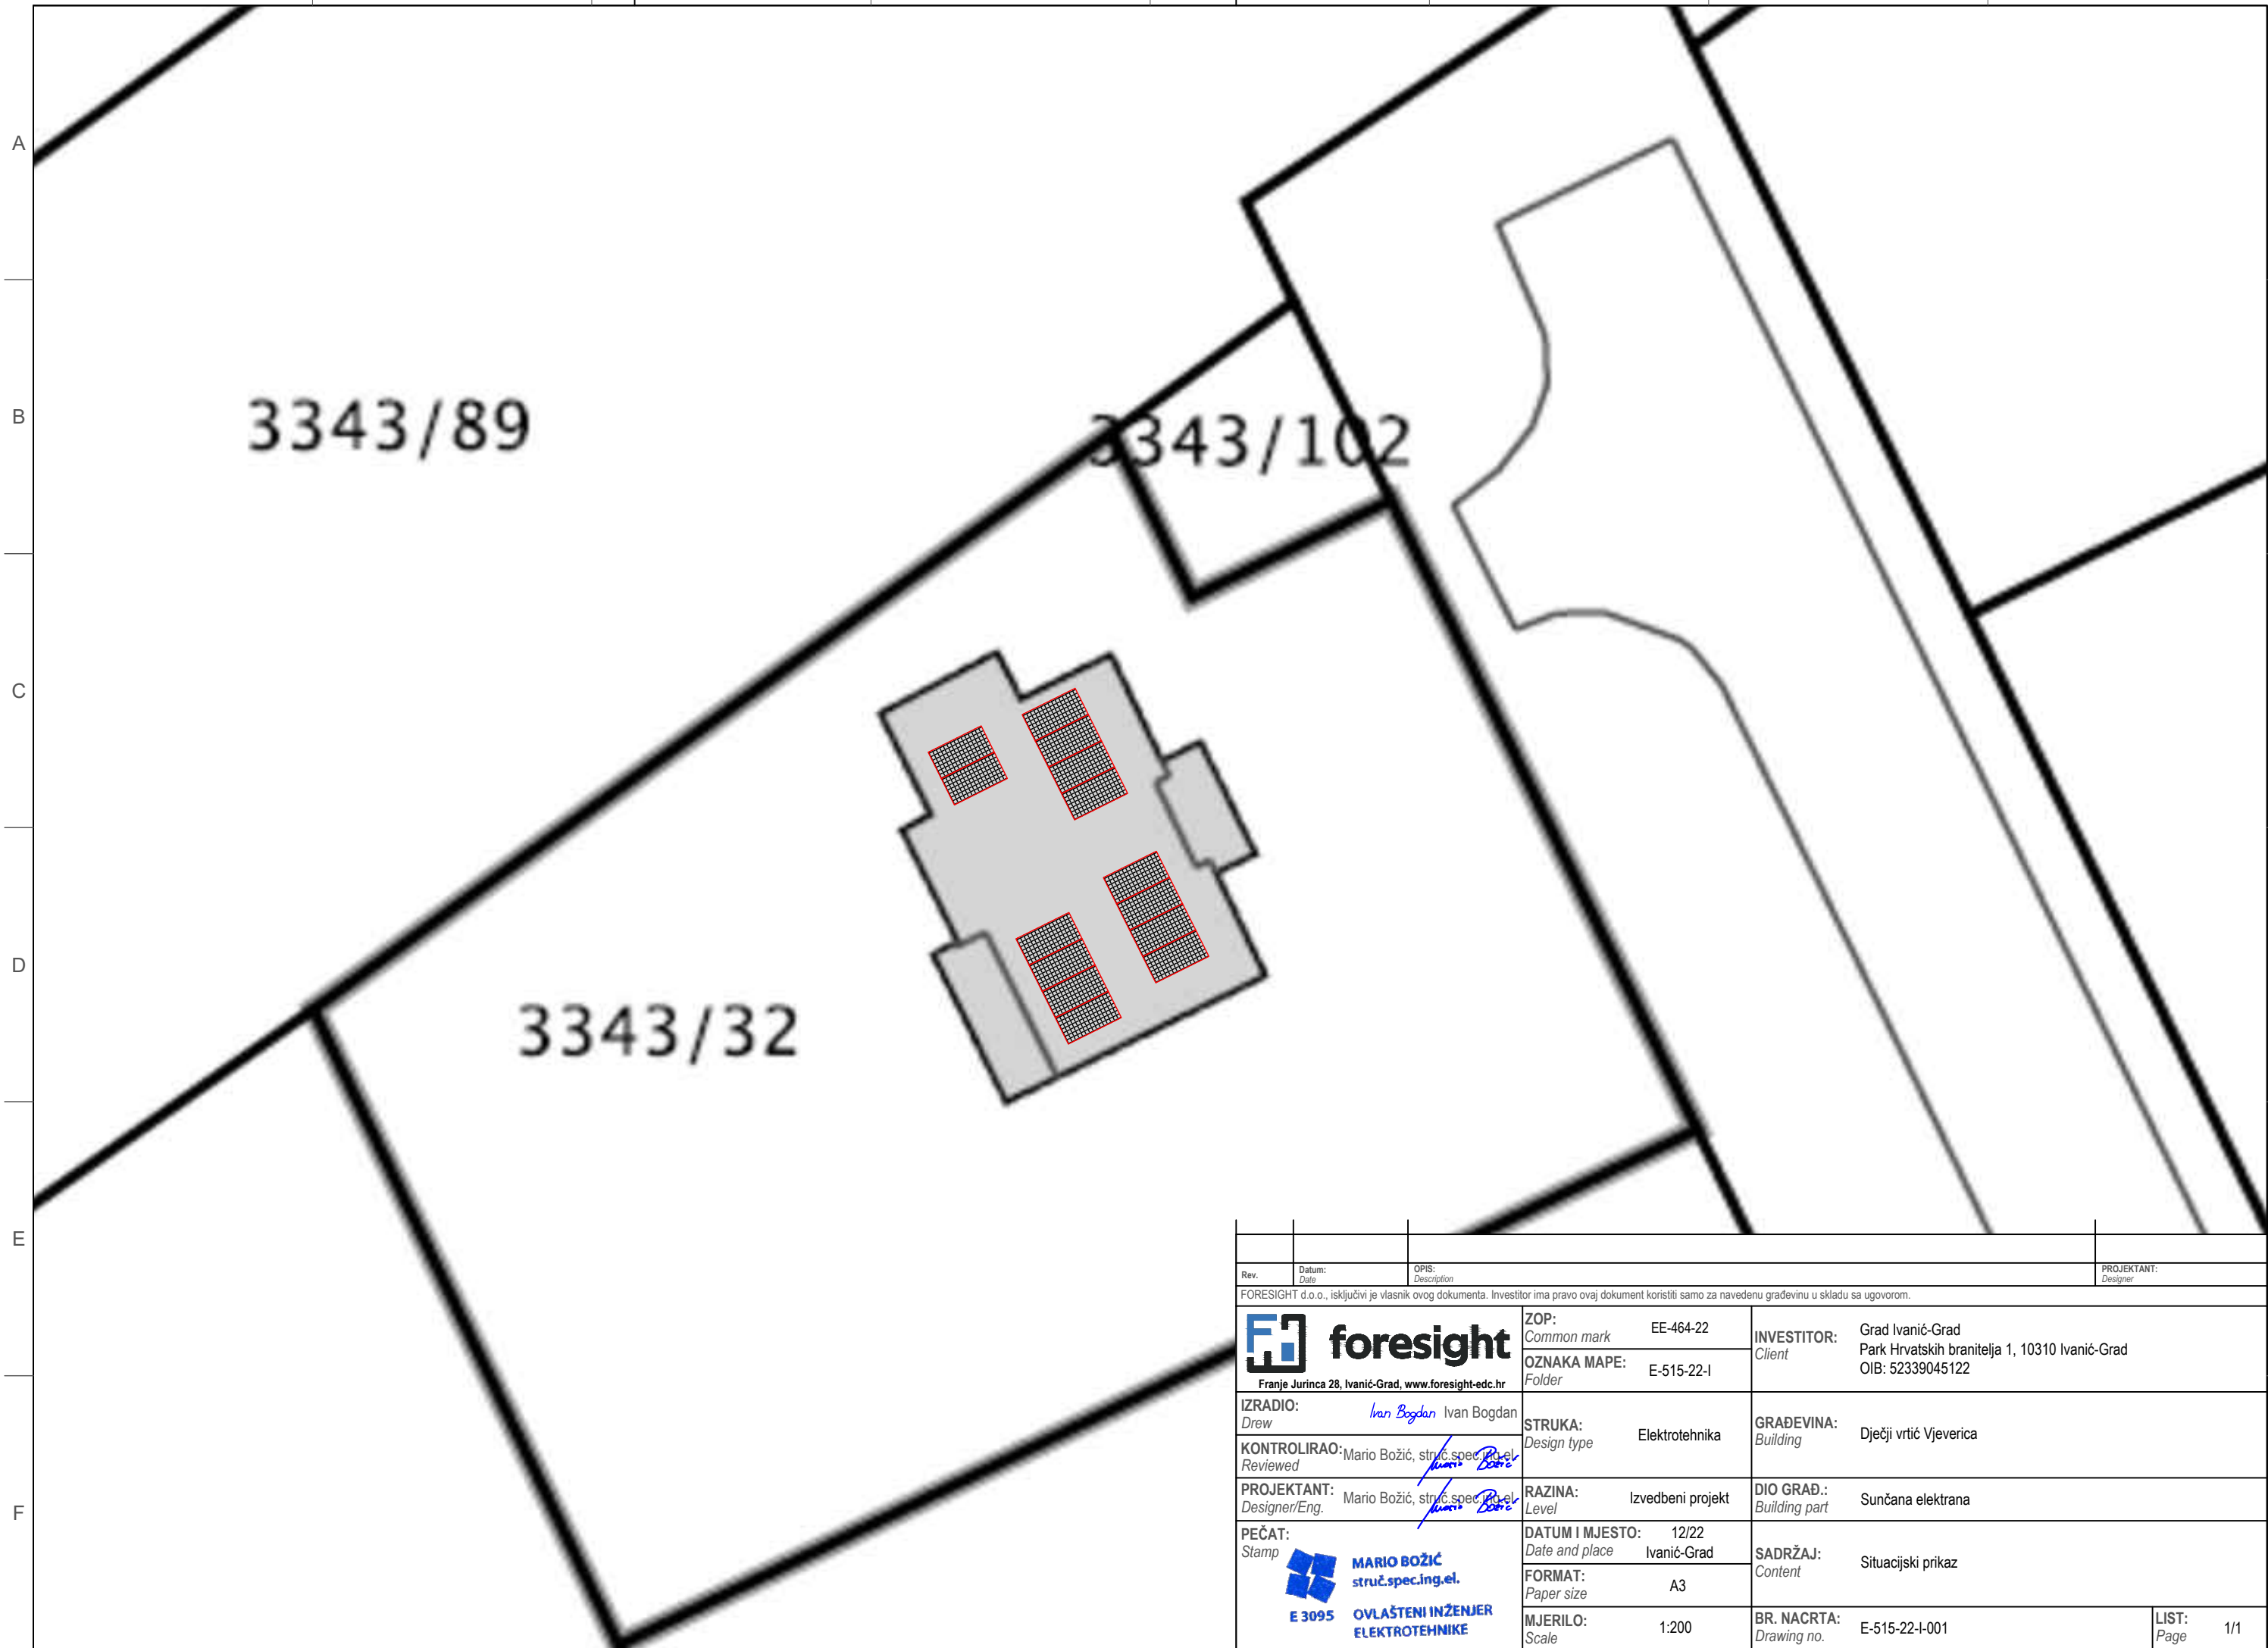 A
B
C
D
E
F
3343/89
3343/102
3343/32
Rev.
Datum:
Date
OPIS:
Description
PROJEKTANT:
Designer
FORESIGHT d.o.o., isključivi je vlasnik ovog dokumenta. Investitor ima pravo ovaj dokument koristiti samo za navedenu građevinu u skladu sa ugovorom.
foresight
Franje Jurinca 28, Ivanić-Grad, www.foresight-edc.hr
ZOP:
Common mark
EE-464-22
OZNAKA MAPE:
Folder
E-515-22-I
INVESTITOR:
Client
Grad Ivanić-Grad
Park Hrvatskih branitelja 1, 10310 Ivanić-Grad
OIB: 52339045122
IZRADIO:
Drew
Ivan Bogdan Ivan Bogdan
KONTROLIRAO:
Reviewed
Mario Božić, struč.spec.ing.el.
Mario Božić
STRUKA:
Design type
Elektrotehnika
GRAĐEVINA:
Building
Dječji vrtić Vjeverica
PROJEKTANT:
Designer/Eng.
Mario Božić, struč.spec.ing.el.
Mario Božić
RAZINA:
Level
Izvedbeni projekt
DIO GRAĐ.:
Building part
Sunčana elektrana
PEČAT:
Stamp
MARIO BOŽIĆ
struč.spec.ing.el.
E 3095 OVLAŠTENI INŽENJER
ELEKTROTEHNIKE
DATUM I MJESTO:
Date and place
12/22
Ivanić-Grad
FORMAT:
Paper size
A3
MJERILO:
Scale
1:200
SADRŽAJ:
Content
Situacijski prikaz
BR. NACRTA:
Drawing no.
E-515-22-I-001
LIST:
Page
1/1